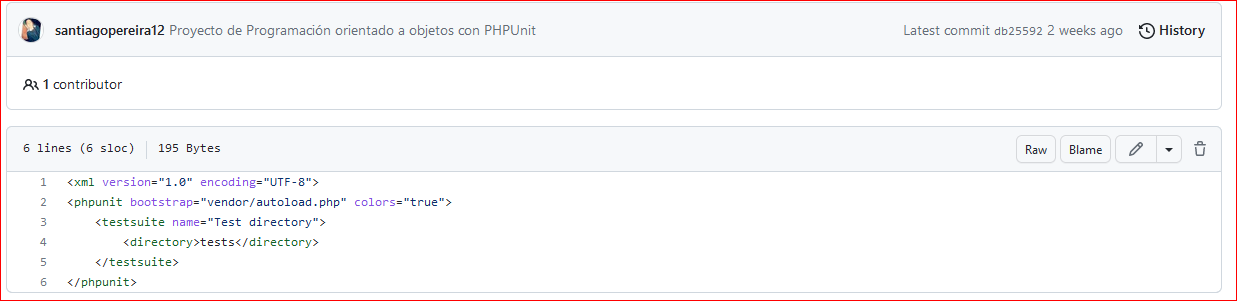 santiagopereira12 Proyecto de Programación orientado a objetos con PHPUnit Latest commit db25592 2 weeks ago History
1 contributor
6 lines (6 sloc) 195 Bytes Raw Blame
1 <xml version="1.0" encoding="UTF-8">
2 <phpunit bootstrap="vendor/autoload.php" colors="true">
3     <testsuite name="Test directory">
4         <directory>tests</directory>
5     </testsuite>
6 </phpunit>